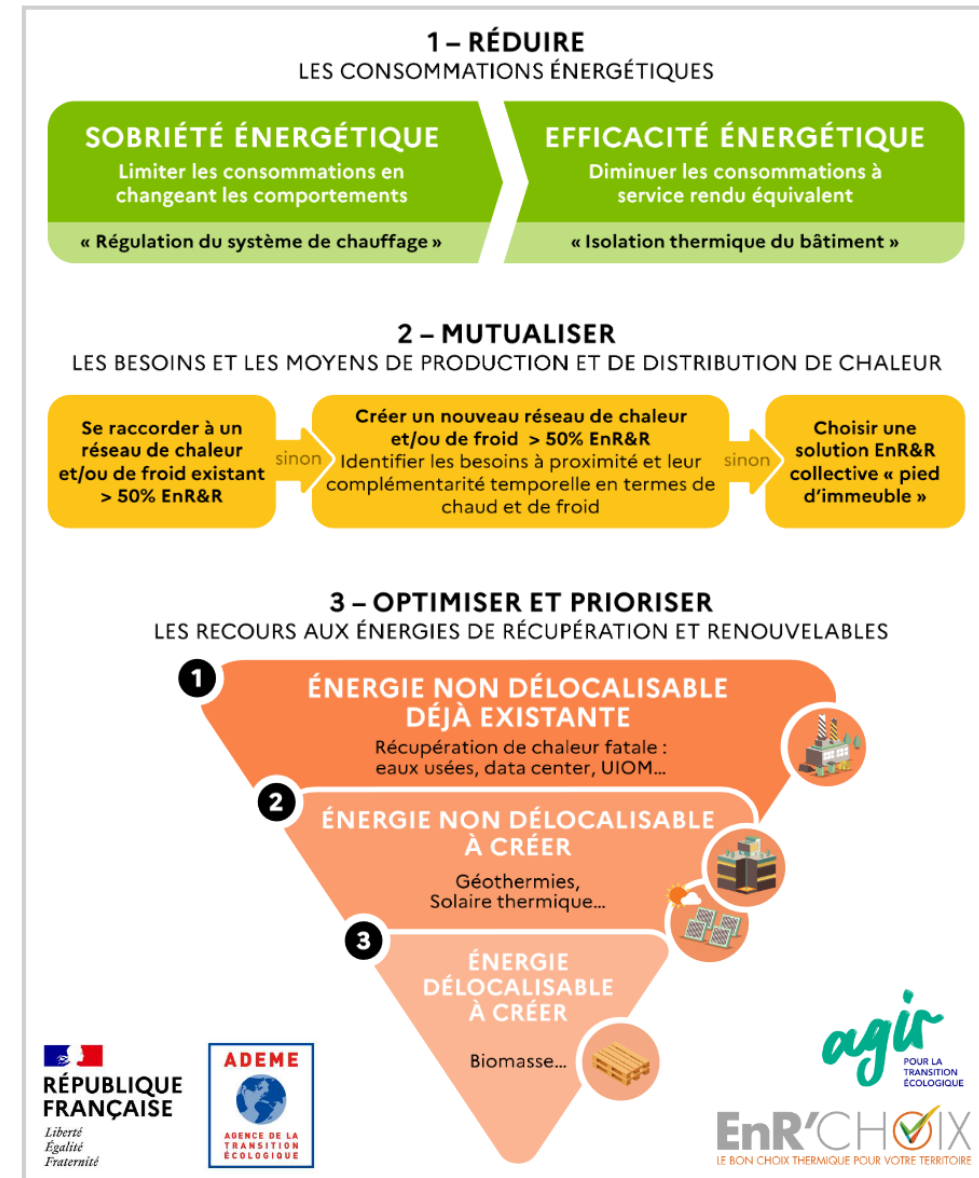 1 – RÉDUIRE
LES CONSOMMATIONS ÉNERGÉTIQUES
SOBRIÉTÉ ÉNERGÉTIQUE
Limiter les consommations en
changeant les comportements
« Régulation du système de chauffage »
EFFICACITÉ ÉNERGÉTIQUE
Diminuer les consommations à
service rendu équivalent
« Isolation thermique du bâtiment »
2 – MUTUALISER
LES BESOINS ET LES MOYENS DE PRODUCTION ET DE DISTRIBUTION DE CHALEUR
Se raccorder à un
réseau de chaleur
et/ou de froid existant
> 50% EnR&R
sinon
Créer un nouveau réseau de chaleur
et/ou de froid > 50% EnR&R
Identifier les besoins à proximité et leur
complémentarité temporelle en termes de
chaud et de froid
sinon
Choisir une
solution EnR&R
collective « pied
d’immeuble »
3 – OPTIMISER ET PRIORISER
LES RECOURS AUX ÉNERGIES DE RÉCUPÉRATION ET RENOUVELABLES
1
ÉNERGIE NON DÉLOCALISABLE
DÉJÀ EXISTANTE
Récupération de chaleur fatale :
eaux usées, data center, UIOM...
2
ÉNERGIE NON DÉLOCALISABLE
À CRÉER
Géothermies,
Solaire thermique...
3
ÉNERGIE
DÉLOCALISABLE
À CRÉER
Biomasse...
RÉPUBLIQUE
FRANÇAISE
Liberté
Égalité
Fraternité
ADEME
AGENCE DE LA
TRANSITION
ÉCOLOGIQUE
agir
POUR LA
TRANSITION
ÉCOLOGIQUE
EnR’CHOIX
LE BON CHOIX THERMIQUE POUR VOTRE TERRITOIRE